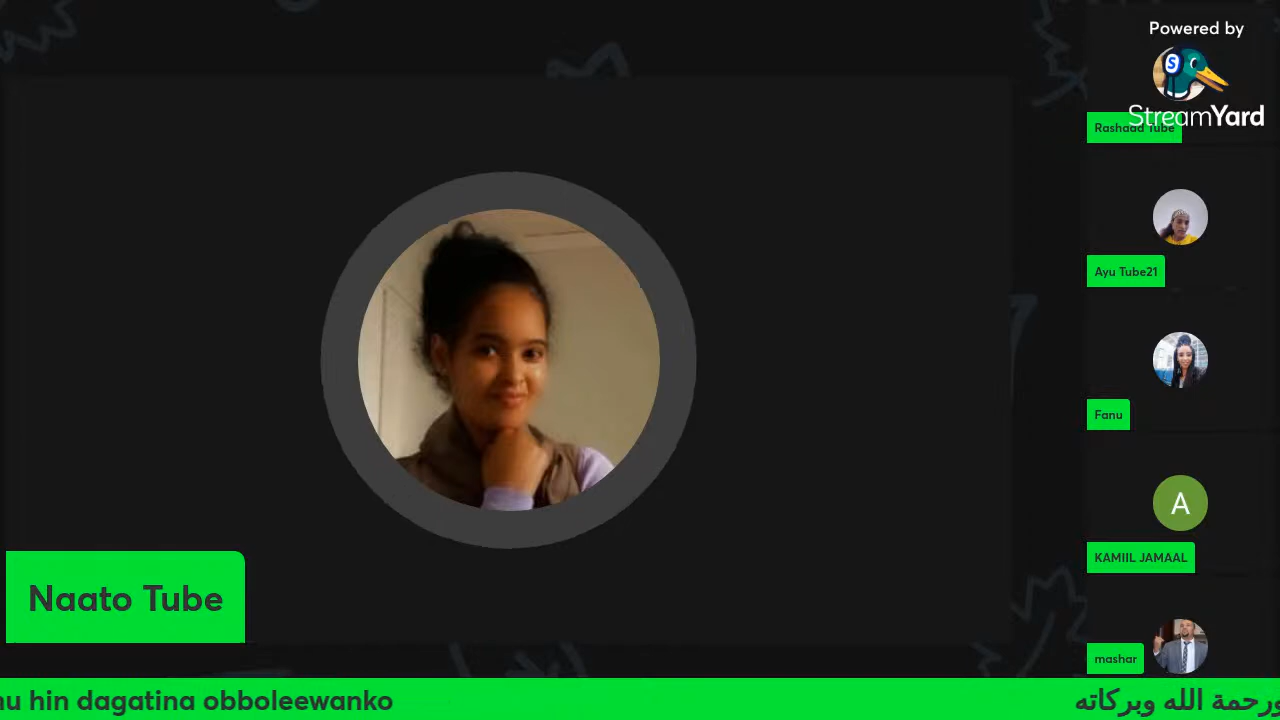 Powered by
StreamYard
Rashaad Tube
Ayu Tube21
Fanu
A
KAMIIL JAMAAL
mashar
Naato Tube
hin dagatina obboleewanko
ورحمة الله وبركاته